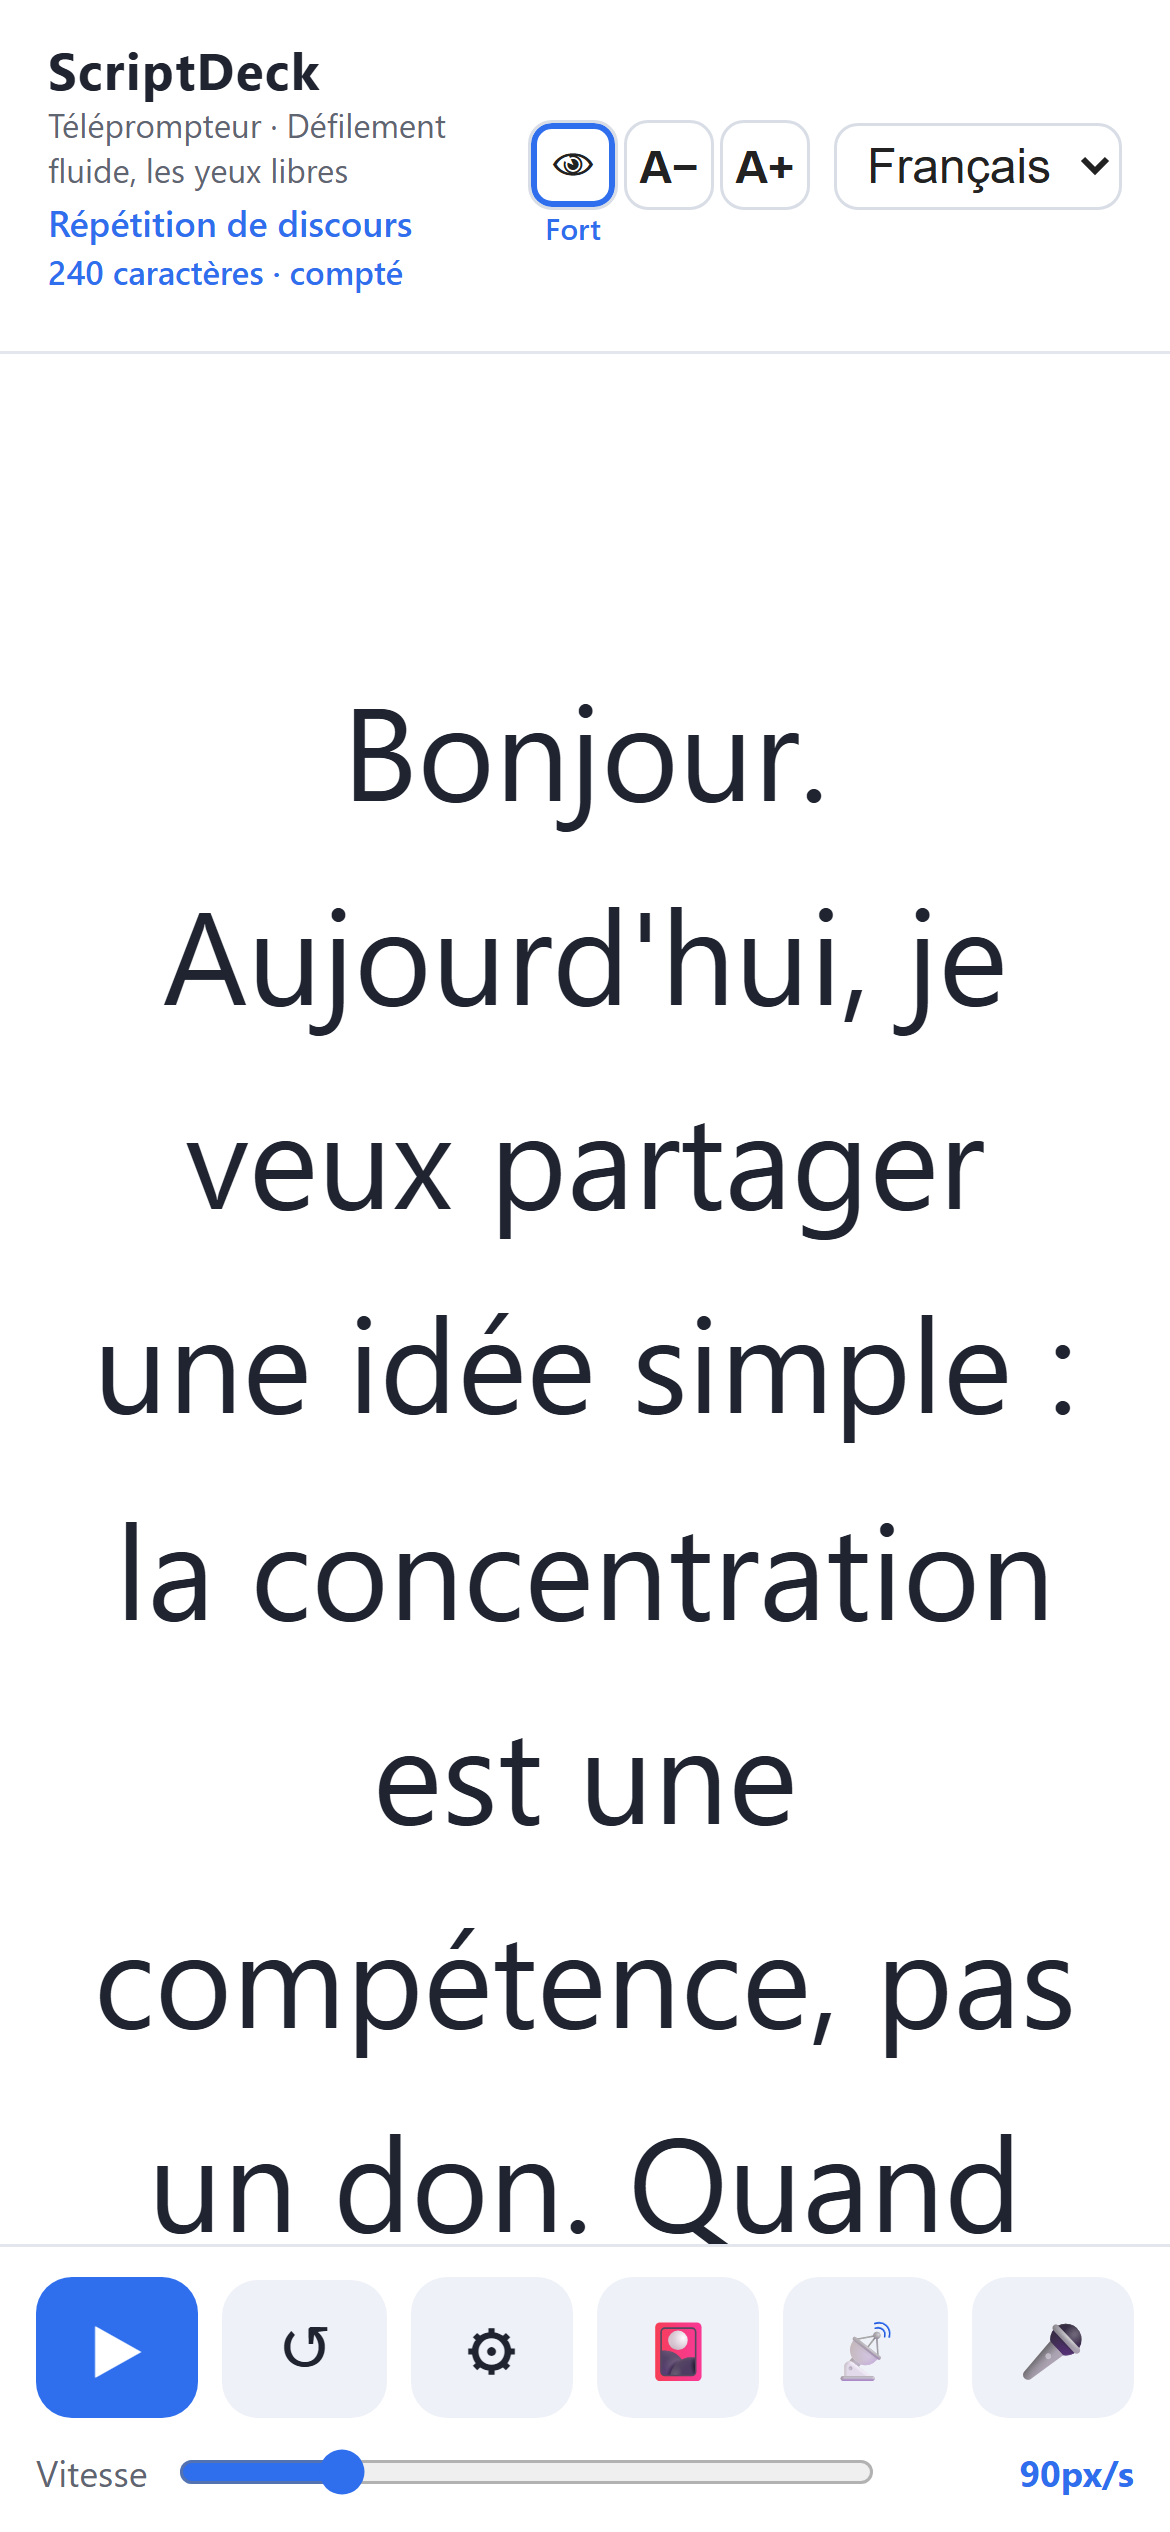 ScriptDeck
Téléprompteur · Défilement
fluide, les yeux libres
Répétition de discours
240 caractères · compté
A−
A+
Français
Fort
Bonjour.
Aujourd'hui, je
veux partager
une idée simple :
la concentration
est une
compétence, pas
un don. Quand
Vitesse
90px/s